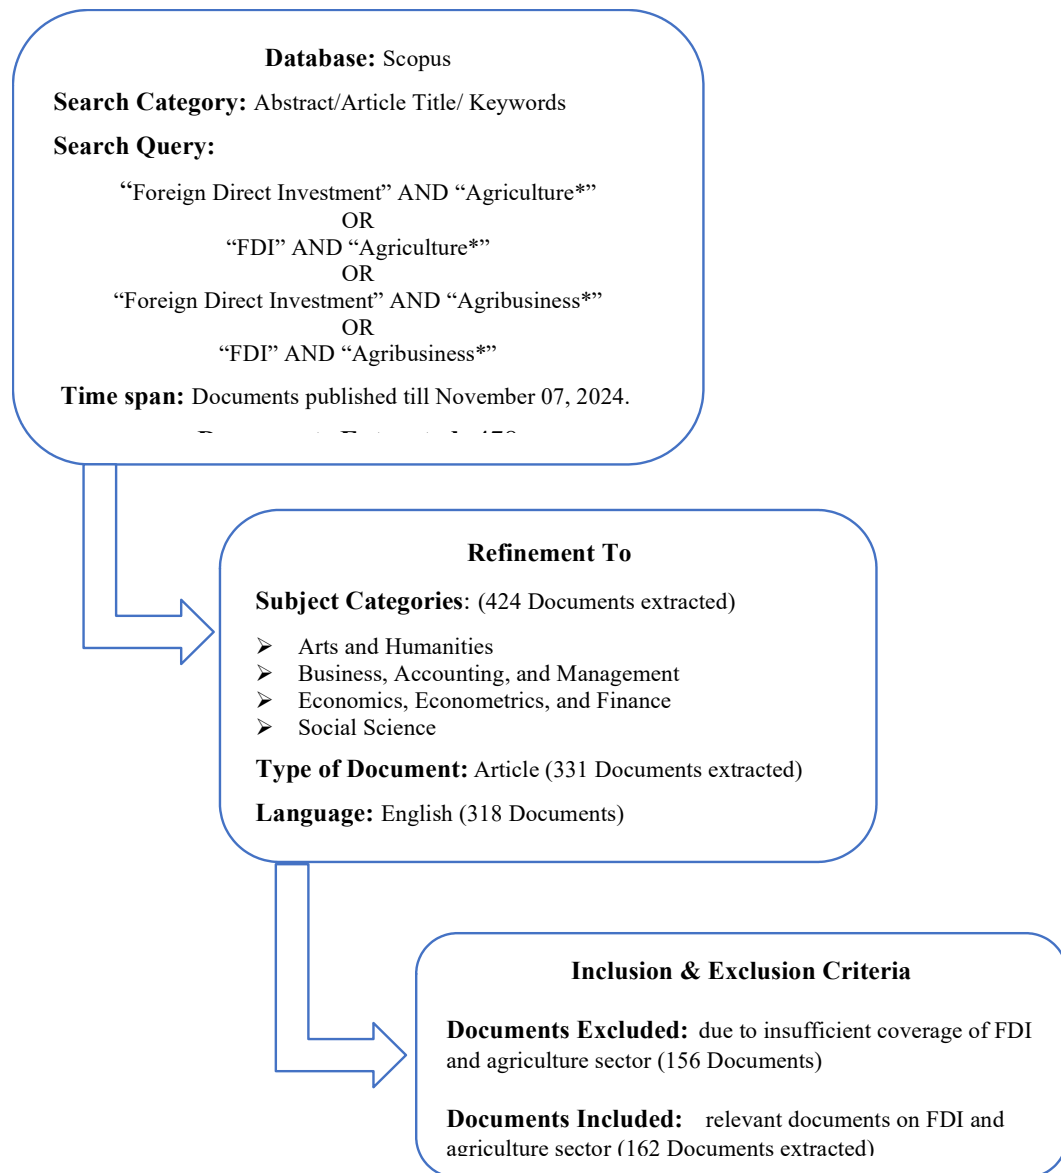 Database: Scopus
Search Category: Abstract/Article Title/ Keywords
Search Query:
“Foreign Direct Investment” AND “Agriculture*”
OR
“FDI” AND “Agriculture*”
OR
“Foreign Direct Investment” AND “Agribusiness*”
OR
“FDI” AND “Agribusiness*”
Time span: Documents published till November 07, 2024.
Refinement To
Subject Categories: (424 Documents extracted)
➢ Arts and Humanities
➢ Business, Accounting, and Management
➢ Economics, Econometrics, and Finance
➢ Social Science
Type of Document: Article (331 Documents extracted)
Language: English (318 Documents)
Inclusion & Exclusion Criteria
Documents Excluded: due to insufficient coverage of FDI
and agriculture sector (156 Documents)
Documents Included: relevant documents on FDI and
agriculture sector (162 Documents extracted)